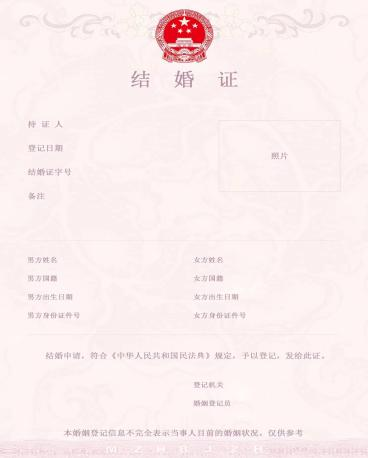 结婚证
持 证 人
登记日期
照片
结婚证字号
备注
男方姓名 女方姓名
男方国籍 女方国籍
男方出生日期 女方出生日期
男方身份证件号 女方身份证件号
结婚申请，符合《中华人民共和国民法典》规定，予以登记，发给此证。
登记机关
婚姻登记员
本婚姻登记信息不完全表示当事人目前的婚姻状况，仅供参考